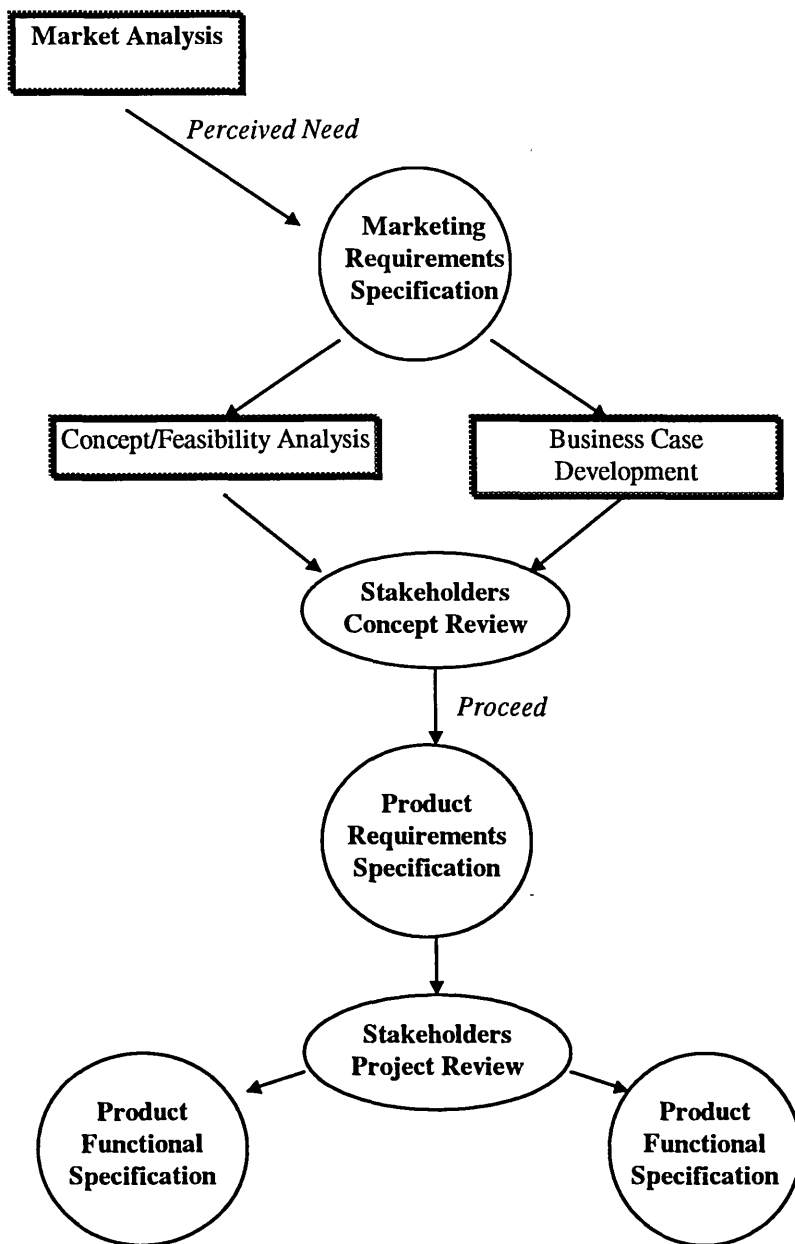 Market Analysis
Perceived Need
Marketing
Requirements
Specification
Concept/Feasibility Analysis
Business Case
Development
Stakeholders
Concept Review
Proceed
Product
Requirements
Specification
Stakeholders
Project Review
Product
Functional
Specification
Product
Functional
Specification